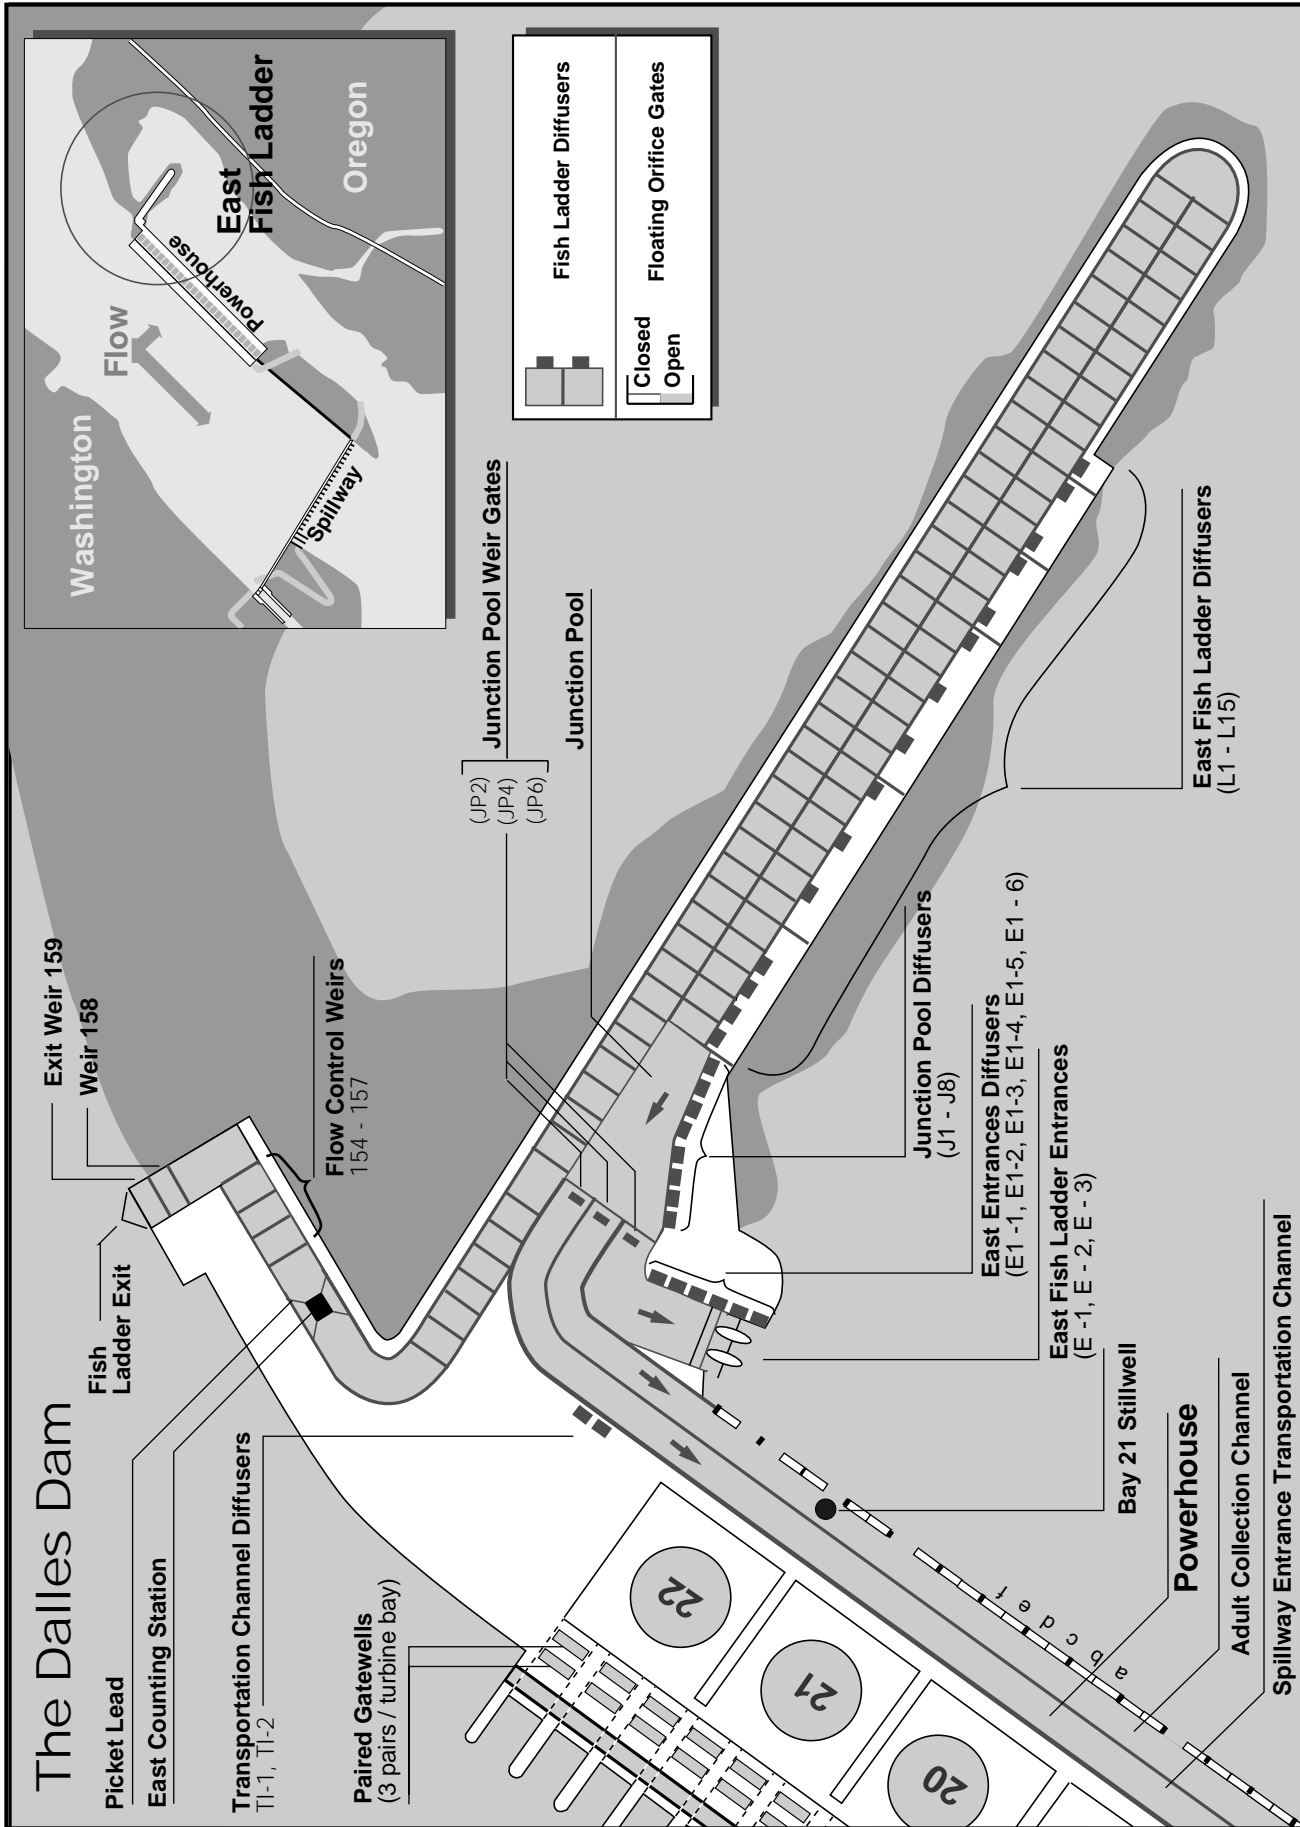 The Dalles Dam
Picket Lead
East Counting Station
Transportation Channel Diffusers
TI-1, TI-2
Paired Gatewells
(3 pairs / turbine bay)
Fish
Ladder Exit
Exit Weir 159
Weir 158
Flow Control Weirs
154 - 157
(JP2)
(JP4)
(JP6)
Junction Pool Weir Gates
Junction Pool
Washington
Flow
Spillway
Powerhouse
East
Fish Ladder
Oregon
Fish Ladder Diffusers
Closed
Open
Floating Orifice Gates
East Fish Ladder Diffusers
(L1 - L15)
Junction Pool Diffusers
(J1 - J8)
East Entrances Diffusers
(E1 -1, E1-2, E1-3, E1-4, E1-5, E1 - 6)
East Fish Ladder Entrances
(E -1, E - 2, E - 3)
Bay 21 Stillwell
Powerhouse
Adult Collection Channel
Spillway Entrance Transportation Channel
22
21
20
a b c d e f